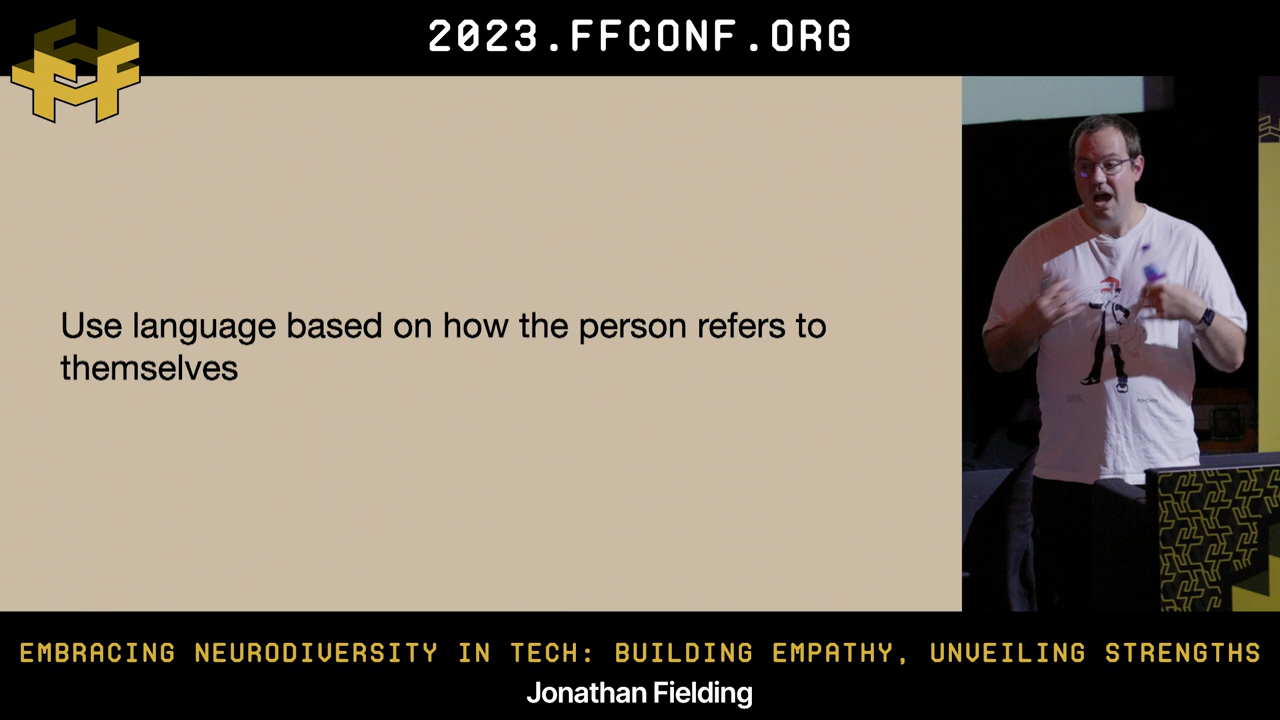 2023.FFCONF.ORG
Use language based on how the person refers to
themselves
EMBRACING NEURODIVERSITY IN TECH: BUILDING EMPATHY, UNVEILING STRENGTHS
Jonathan Fielding